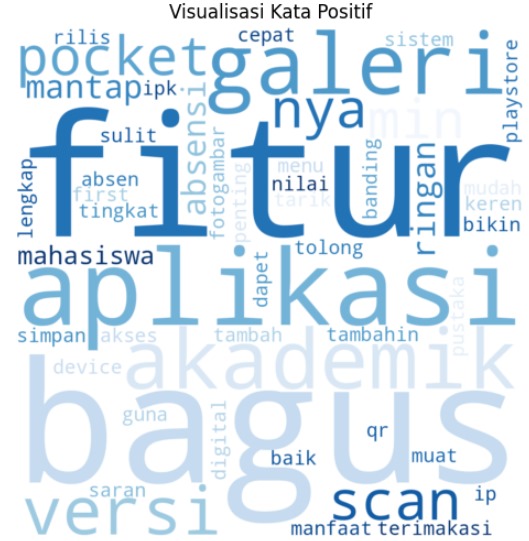 Visualisasi Kata Positif
rilis
cepat
sistem
pocket
galeri
playstore
mantap
ipk
nya
min
absensi
sulit
fitur
fotogambar
banding
ringan
lengkap
absen
menu
nilai
mudah
first
penting
tarik
keren
tingkat
bikin
mahasiswa
tolong
dapet
aplikasi
simpan
akses
tambah
tambahin
pustaka
device
akademik
bagus
guna
digital
qr
baik
muat
saran
versi
scan
ip
manfaat
terimakasi